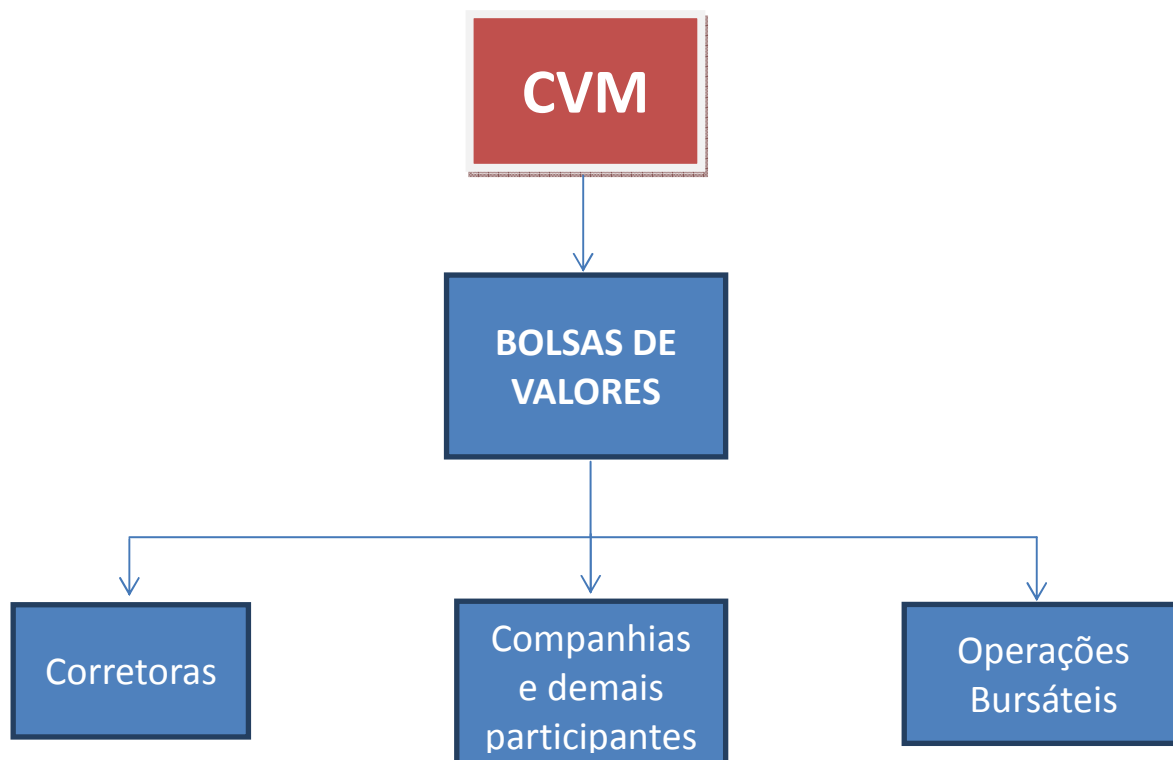 CVM
BOLSAS DE
VALORES
Corretoras
Companhias
e demais
participantes
Operações
Bursáteis